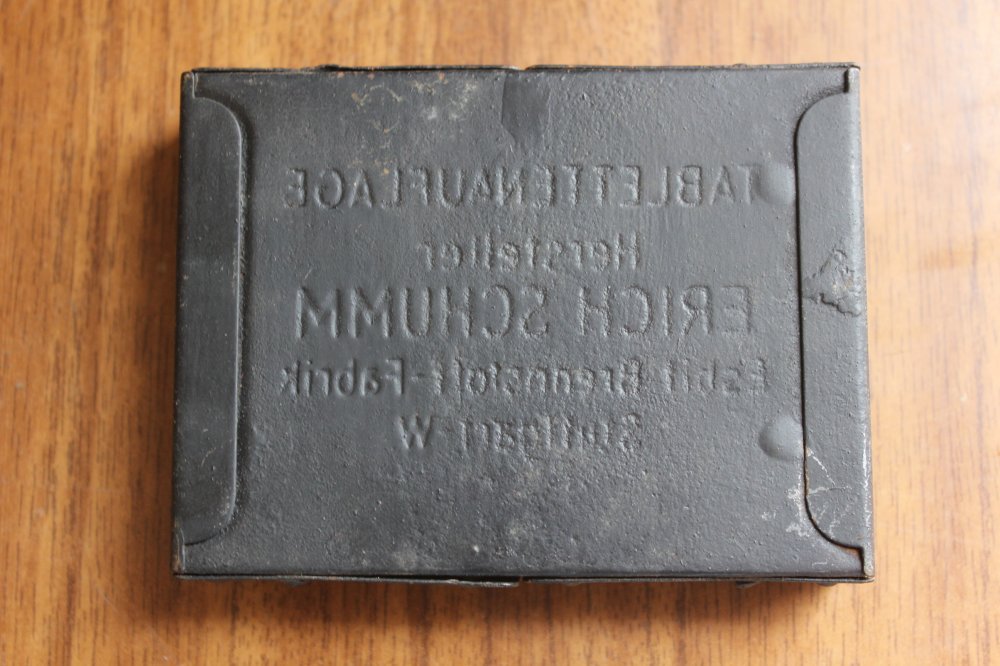 TABLETTENAUFLAGE
Hersteller
ERICH SCHUMM
Esbit-Brennstoff-Fabrik
Stuttgart-W